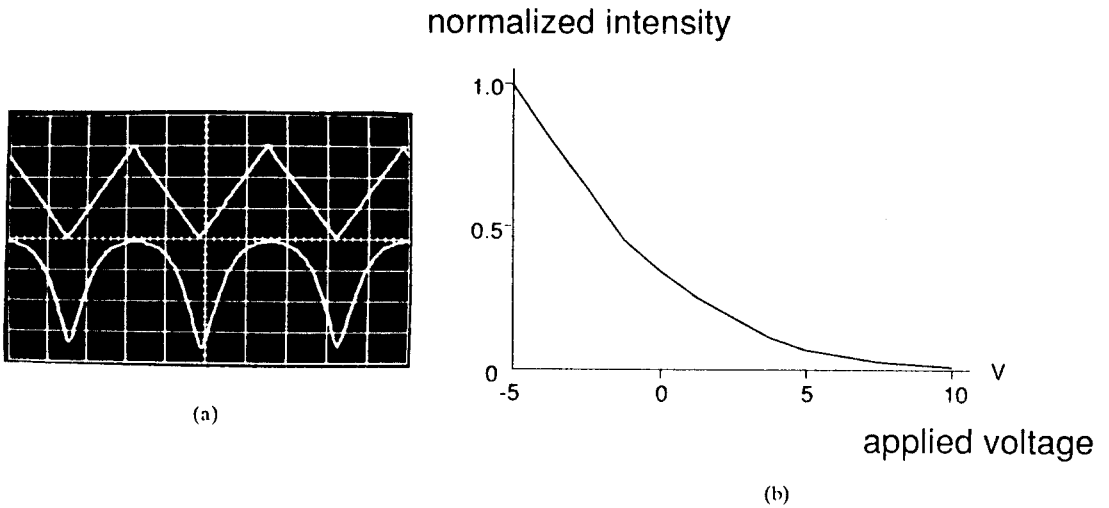 normalized intensity
1.0
0.5
0
-5 0 5 10 V
applied voltage
(a)
(b)